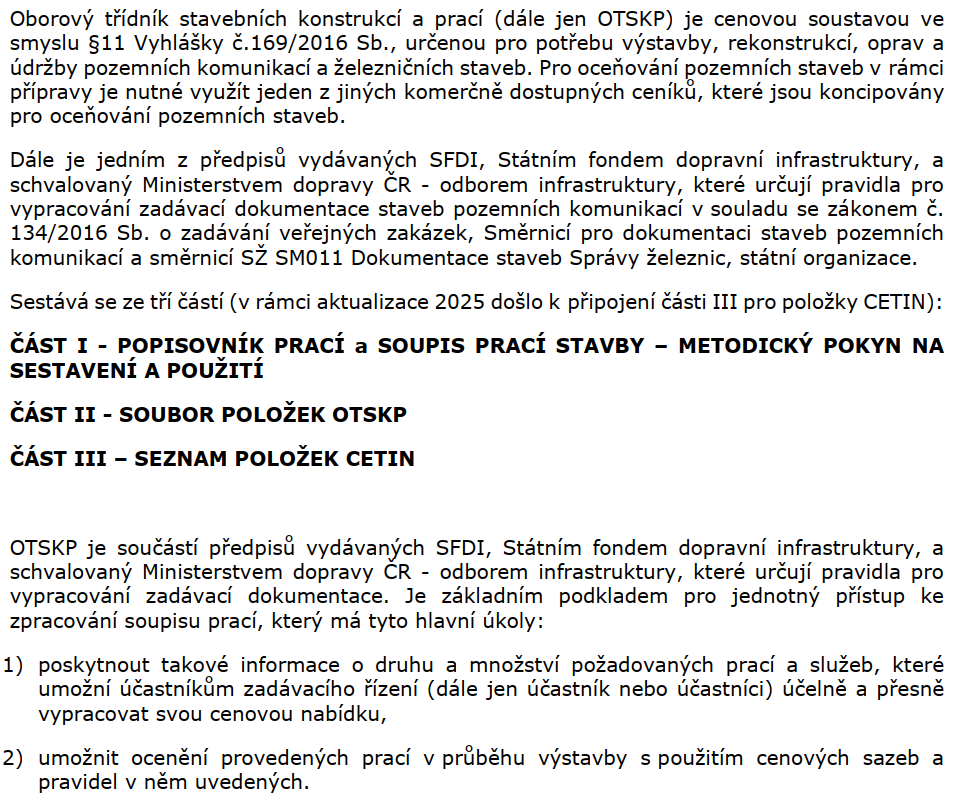 Oborový třídník stavebních konstrukcí a prací (dále jen OTSKP) je cenovou soustavou ve
smyslu §11 Vyhlášky č.169/2016 Sb., určenou pro potřebu výstavby, rekonstrukcí, oprav a
údržby pozemních komunikací a železničních staveb. Pro oceňování pozemních staveb v rámci
přípravy je nutné využít jeden z jiných komerčně dostupných ceníků, které jsou koncipovány
pro oceňování pozemních staveb.
Dále je jedním z předpisů vydávaných SFDI, Státním fondem dopravní infrastruktury, a
schvalovaný Ministerstvem dopravy ČR - odborem infrastruktury, které určují pravidla pro
vypracování zadávací dokumentace staveb pozemních komunikací v souladu se zákonem č.
134/2016 Sb. o zadávání veřejných zakázek, Směrnicí pro dokumentaci staveb pozemních
komunikací a směrnicí SŽ SM011 Dokumentace staveb Správy železnic, státní organizace.
Sestává se ze tří částí (v rámci aktualizace 2025 došlo k připojení části III pro položky CETIN):
ČÁST I - POPISOVNÍK PRACÍ a SOUPIS PRACÍ STAVBY – METODICKÝ POKYN NA
SESTAVENÍ A POUŽITÍ
ČÁST II - SOUBOR POLOŽEK OTSKP
ČÁST III – SEZNAM POLOŽEK CETIN
OTSKP je součástí předpisů vydávaných SFDI, Státním fondem dopravní infrastruktury, a
schvalovaný Ministerstvem dopravy ČR - odborem infrastruktury, které určují pravidla pro
vypracování zadávací dokumentace. Je základním podkladem pro jednotný přístup ke
zpracování soupisu prací, který má tyto hlavní úkoly:
1) poskytnout takové informace o druhu a množství požadovaných prací a služeb, které
umožní účastníkům zadávacího řízení (dále jen účastník nebo účastníci) účelně a přesně
vypracovat svou cenovou nabídku,
2) umožnit ocenění provedených prací v průběhu výstavby s použitím cenových sazeb a
pravidel v něm uvedených.